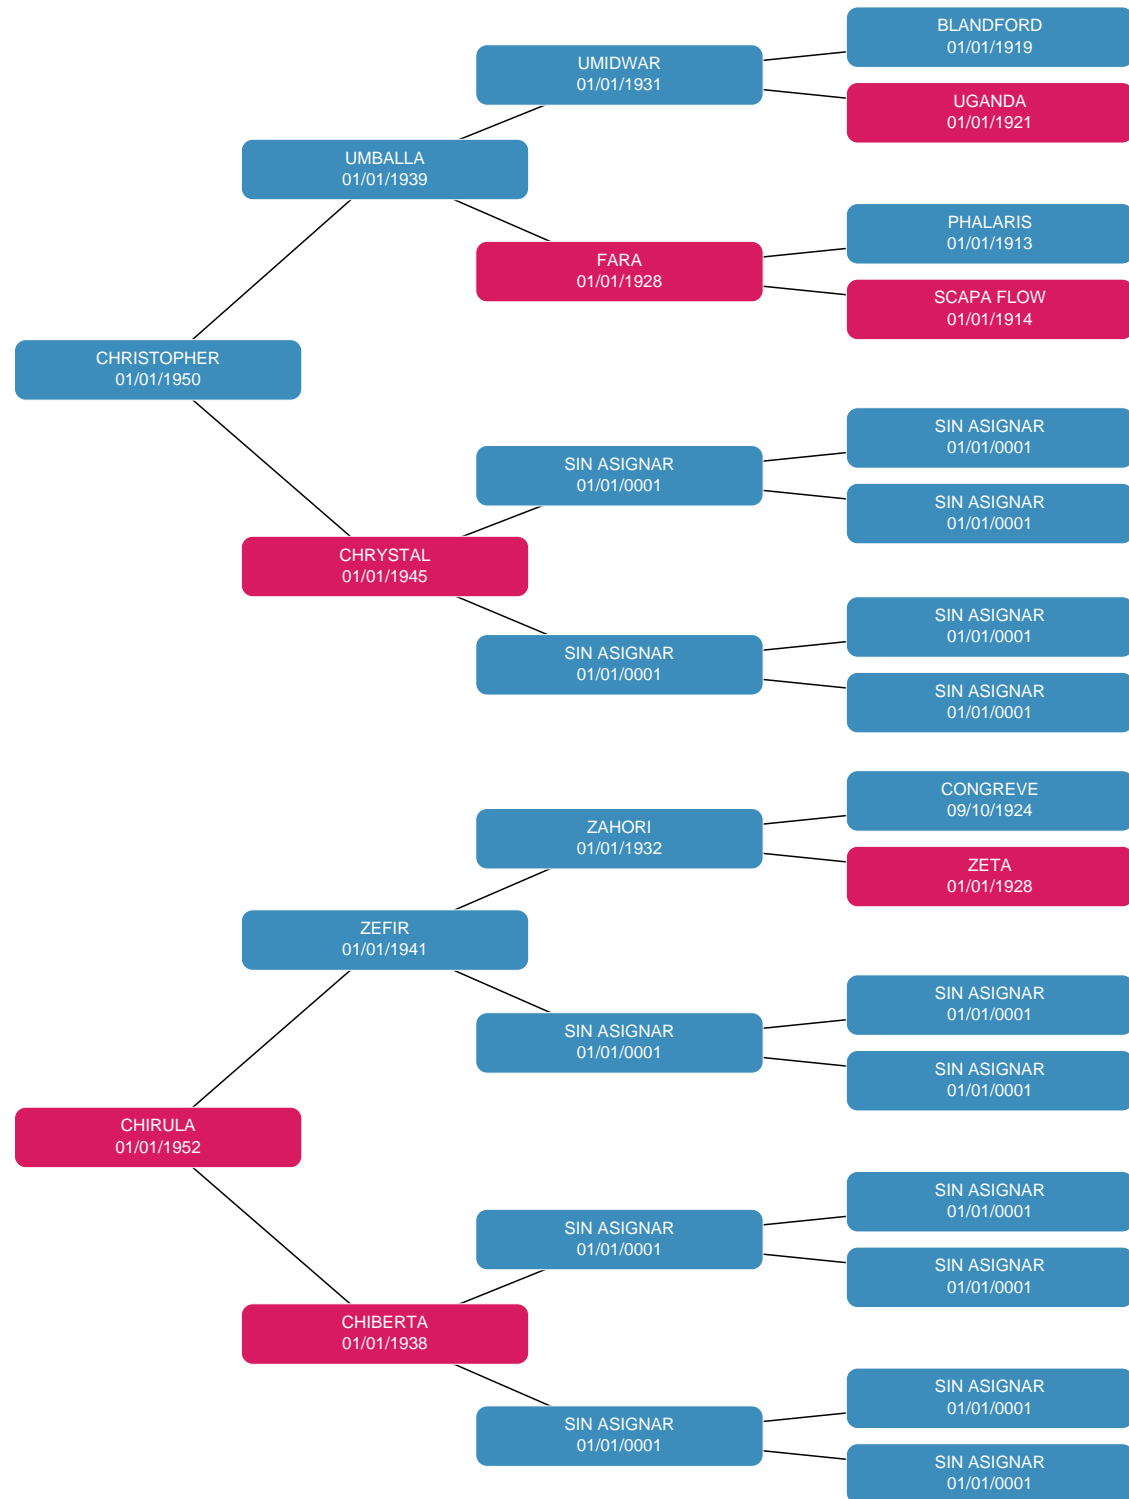 BLANDFORD
01/01/1919
UMIDWAR
01/01/1931
UGANDA
01/01/1921
UMBALLA
01/01/1939
PHALARIS
01/01/1913
FARA
01/01/1928
SCAPA FLOW
01/01/1914
CHRISTOPHER
01/01/1950
SIN ASIGNAR
01/01/0001
SIN ASIGNAR
01/01/0001
SIN ASIGNAR
01/01/0001
CHRYSTAL
01/01/1945
SIN ASIGNAR
01/01/0001
SIN ASIGNAR
01/01/0001
SIN ASIGNAR
01/01/0001
CONGREVE
09/10/1924
ZAHORI
01/01/1932
ZETA
01/01/1928
ZEFIR
01/01/1941
SIN ASIGNAR
01/01/0001
SIN ASIGNAR
01/01/0001
SIN ASIGNAR
01/01/0001
CHIRULA
01/01/1952
SIN ASIGNAR
01/01/0001
SIN ASIGNAR
01/01/0001
SIN ASIGNAR
01/01/0001
CHIBERTA
01/01/1938
SIN ASIGNAR
01/01/0001
SIN ASIGNAR
01/01/0001
SIN ASIGNAR
01/01/0001